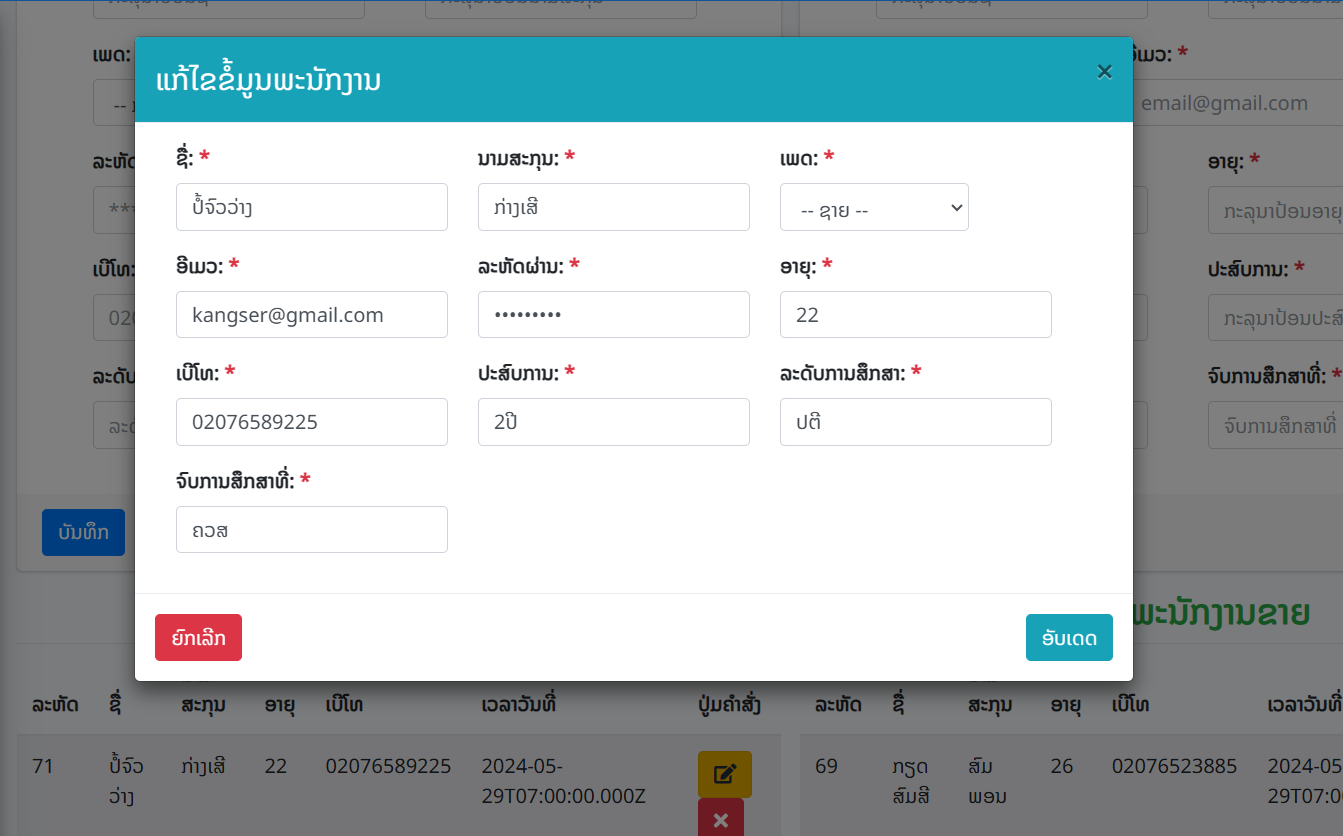 ເພດ:
ອີເມວ: *
-- ກ
email@gmail.com
ແກ້ໄຂຂໍ້ມູນພະນັກງານ
×
ຊື່: *
ນາມສະກຸນ: *
ເພດ: *
ປໍ້ຈົວວ່າງ
ກ່າງເສີ
-- ຊາຍ --
ອີເມວ: *
ລະຫັດຜ່ານ: *
ອາຍຸ: *
kangser@gmail.com
•••••••••
22
ເບີໂທ: *
ປະສົບການ: *
ລະດັບການສຶກສາ: *
02076589225
2ປີ
ປຕີ
ຈົບການສຶກສາທີ່: *
ຄວສ
ຍົກເລີກ
ອັບເດດ
ລະຫັດ
ອາຍຸ: *
***
ກະລຸນາປ້ອນອາຍຸ
ເບີໂທ:
ປະສົບການ: *
020
ກະລຸນາປ້ອນປະສົ
ລະດັບ
ຈົບການສຶກສາທີ່: *
ລະດ
ຈົບການສຶກສາທີ່
ບັນທຶກ
ພະນັກງານຂາຍ
ລະຫັດ ຊື່ ສະກຸນ ອາຍຸ ເບີໂທ ເວລາວັນທີ່ ປຸ່ມຄຳສັ່ງ
71 ປໍ້ຈົວ ກ່າງເສີ 22 02076589225 2024-05-
ວ່າງ 29T07:00:00.000Z
ລະຫັດ ຊື່ ສະກຸນ ອາຍຸ ເບີໂທ ເວລາວັນທີ່
69 ກຽດ ສົມ 26 02076523885 2024-05
ສົມສີ ພອນ 29T07:0